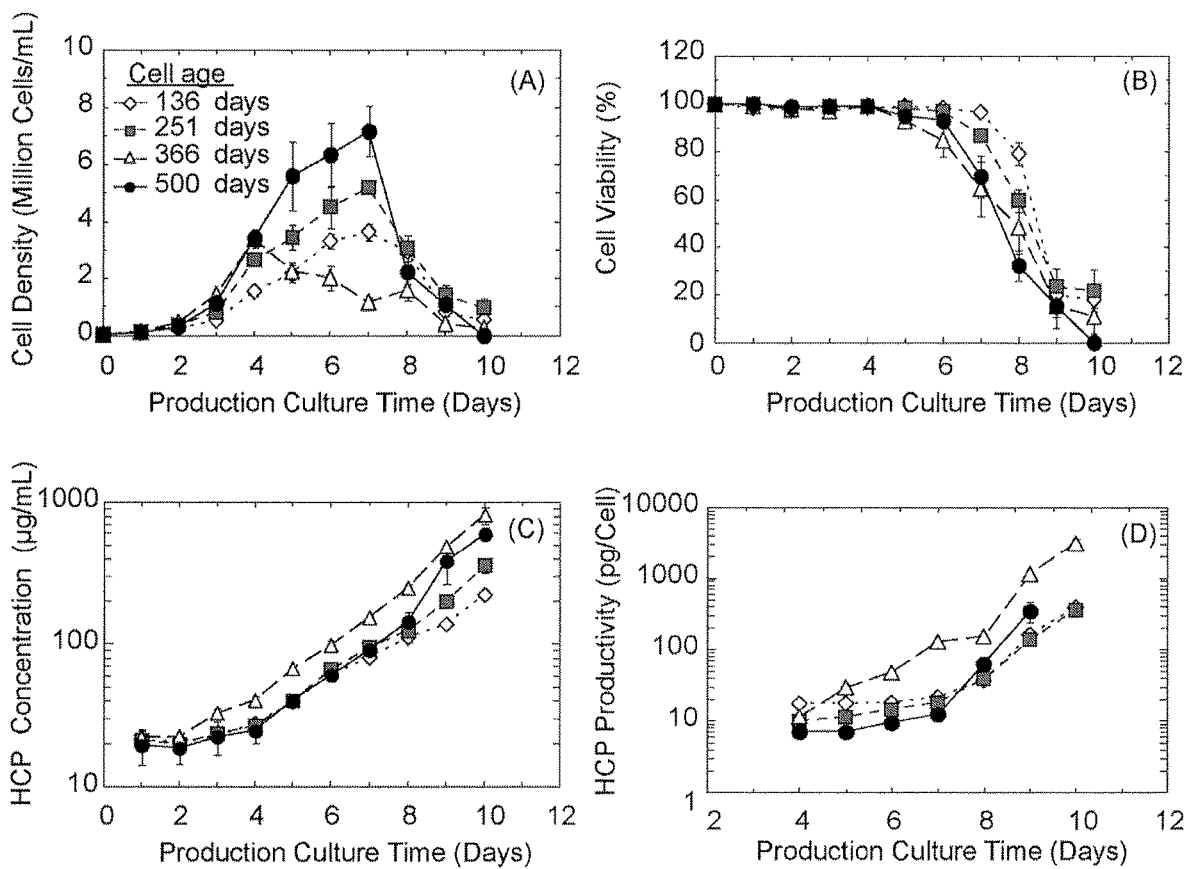 10
8
6
4
2
0
Cell Density (Million Cells/mL)
Cell age
136 days
251 days
366 days
500 days
(A)
0 2 4 6 8 10 12
Production Culture Time (Days)
120
100
80
60
40
20
0
Cell Viability (%)
(B)
0 2 4 6 8 10 12
Production Culture Time (Days)
1000
100
10
HCP Concentration (µg/mL)
(C)
0 2 4 6 8 10 12
Production Culture Time (Days)
10000
1000
100
10
1
HCP Productivity (pg/Cell)
(D)
2 4 6 8 10 12
Production Culture Time (Days)